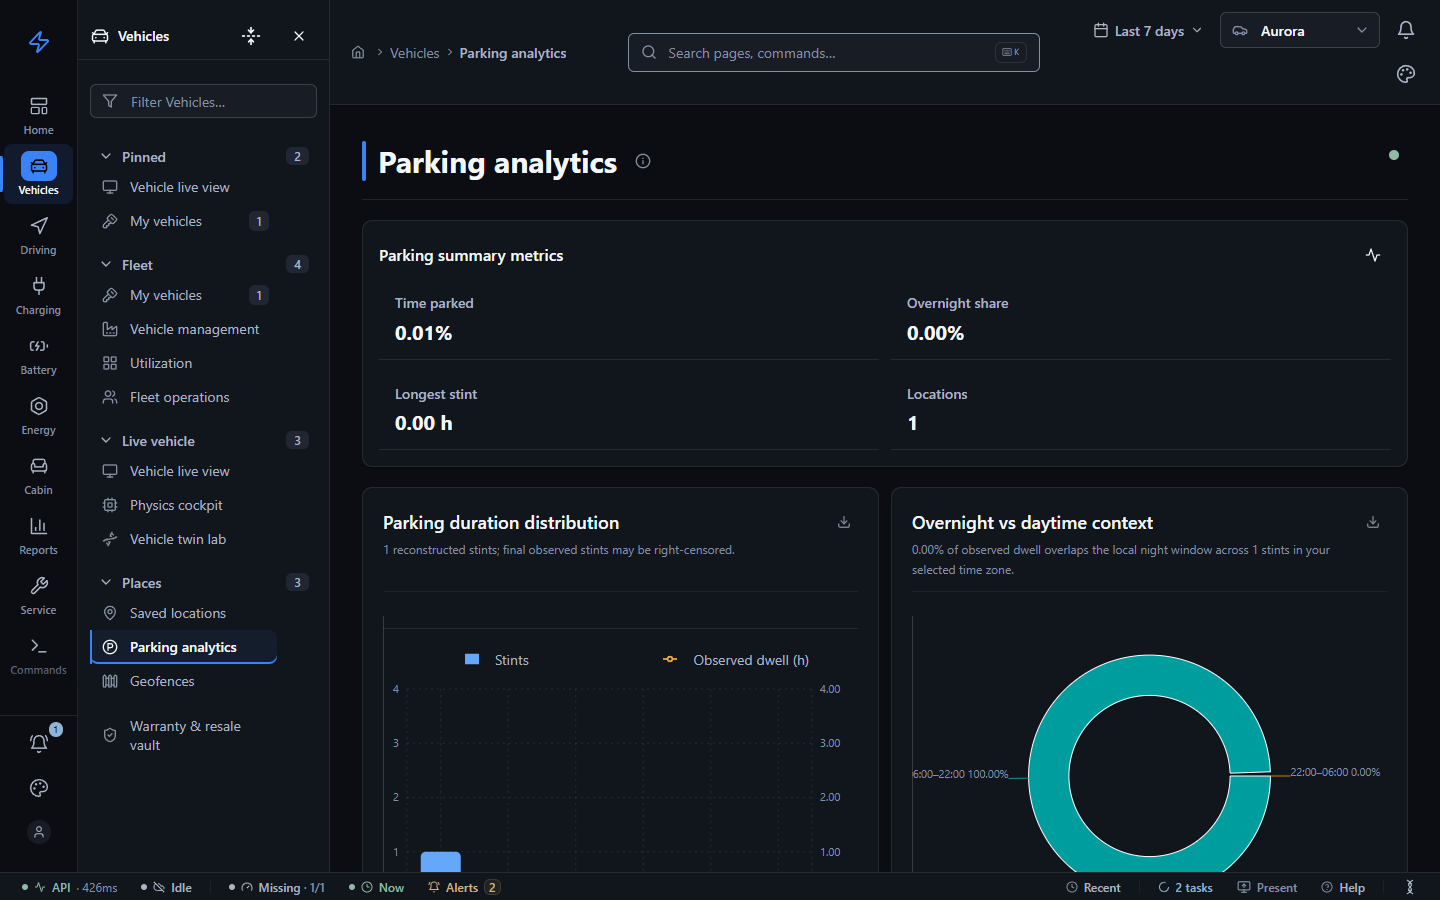 Home
Vehicles
Driving
Charging
Battery
Energy
Cabin
Reports
Service
Commands
1
Vehicles
Filter Vehicles...
Pinned 2
Vehicle live view
My vehicles 1
Fleet 4
My vehicles 1
Vehicle management
Utilization
Fleet operations
Live vehicle 3
Vehicle live view
Physics cockpit
Vehicle twin lab
Places 3
Saved locations
Parking analytics
Geofences
Warranty & resale
vault
Vehicles Parking analytics
Search pages, commands... K
Last 7 days
Aurora
Parking analytics
Parking summary metrics
Time parked
0.01%
Overnight share
0.00%
Longest stint
0.00 h
Locations
1
Parking duration distribution
1 reconstructed stints; final observed stints may be right-censored.
Stints Observed dwell (h)
4 4.00
3 3.00
2 2.00
1 1.00
Overnight vs daytime context
0.00% of observed dwell overlaps the local night window across 1 stints in your
selected time zone.
6:00–22:00 100.00%
22:00–06:00 0.00%
API · 426ms Idle Missing · 1/1 Now Alerts 2 Recent 2 tasks Present Help